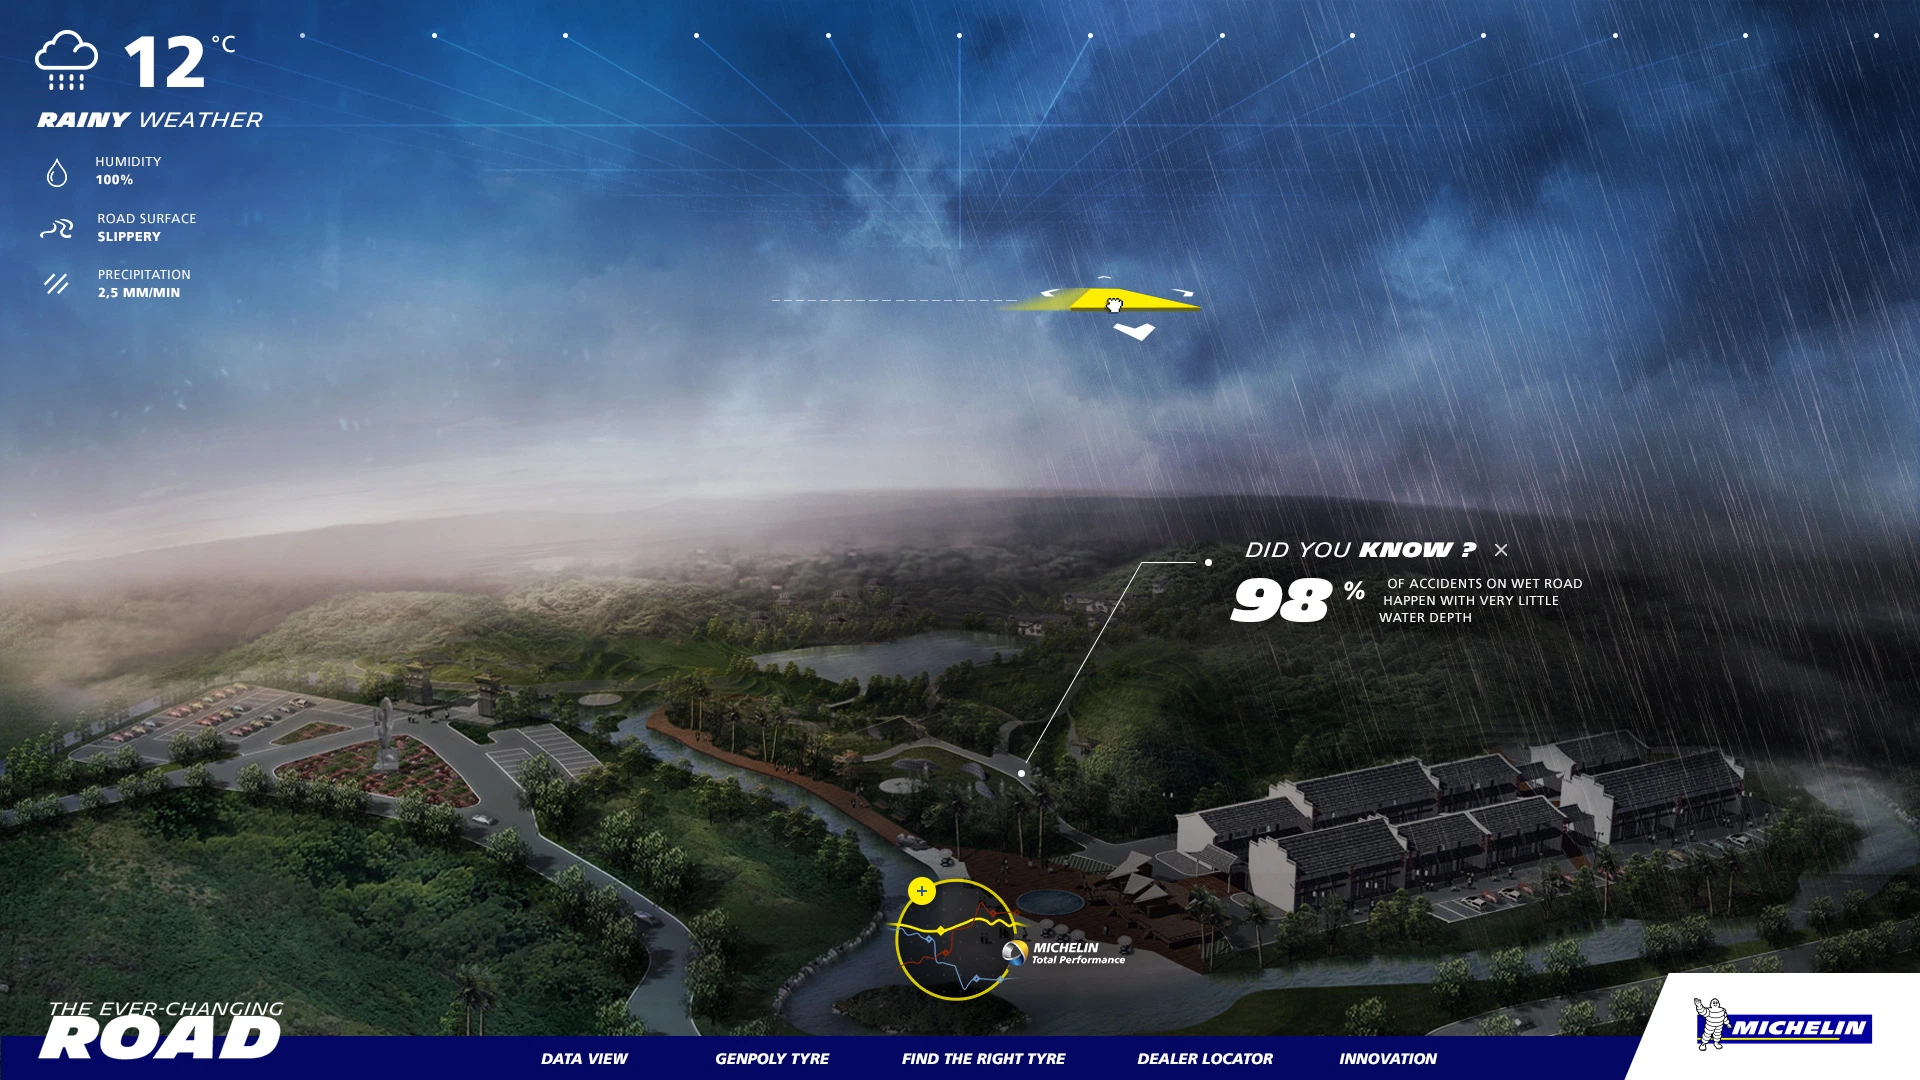 12 °C
RAINY WEATHER
HUMIDITY
100%
ROAD SURFACE
SLIPPERY
PRECIPITATION
2,5 MM/MIN
DID YOU KNOW ?
98 % OF ACCIDENTS ON WET ROAD
HAPPEN WITH VERY LITTLE
WATER DEPTH
MICHELIN
Total Performance
THE EVER-CHANGING
ROAD
DATA VIEW
GENPOLY TYRE
FIND THE RIGHT TYRE
DEALER LOCATOR
INNOVATION
MICHELIN